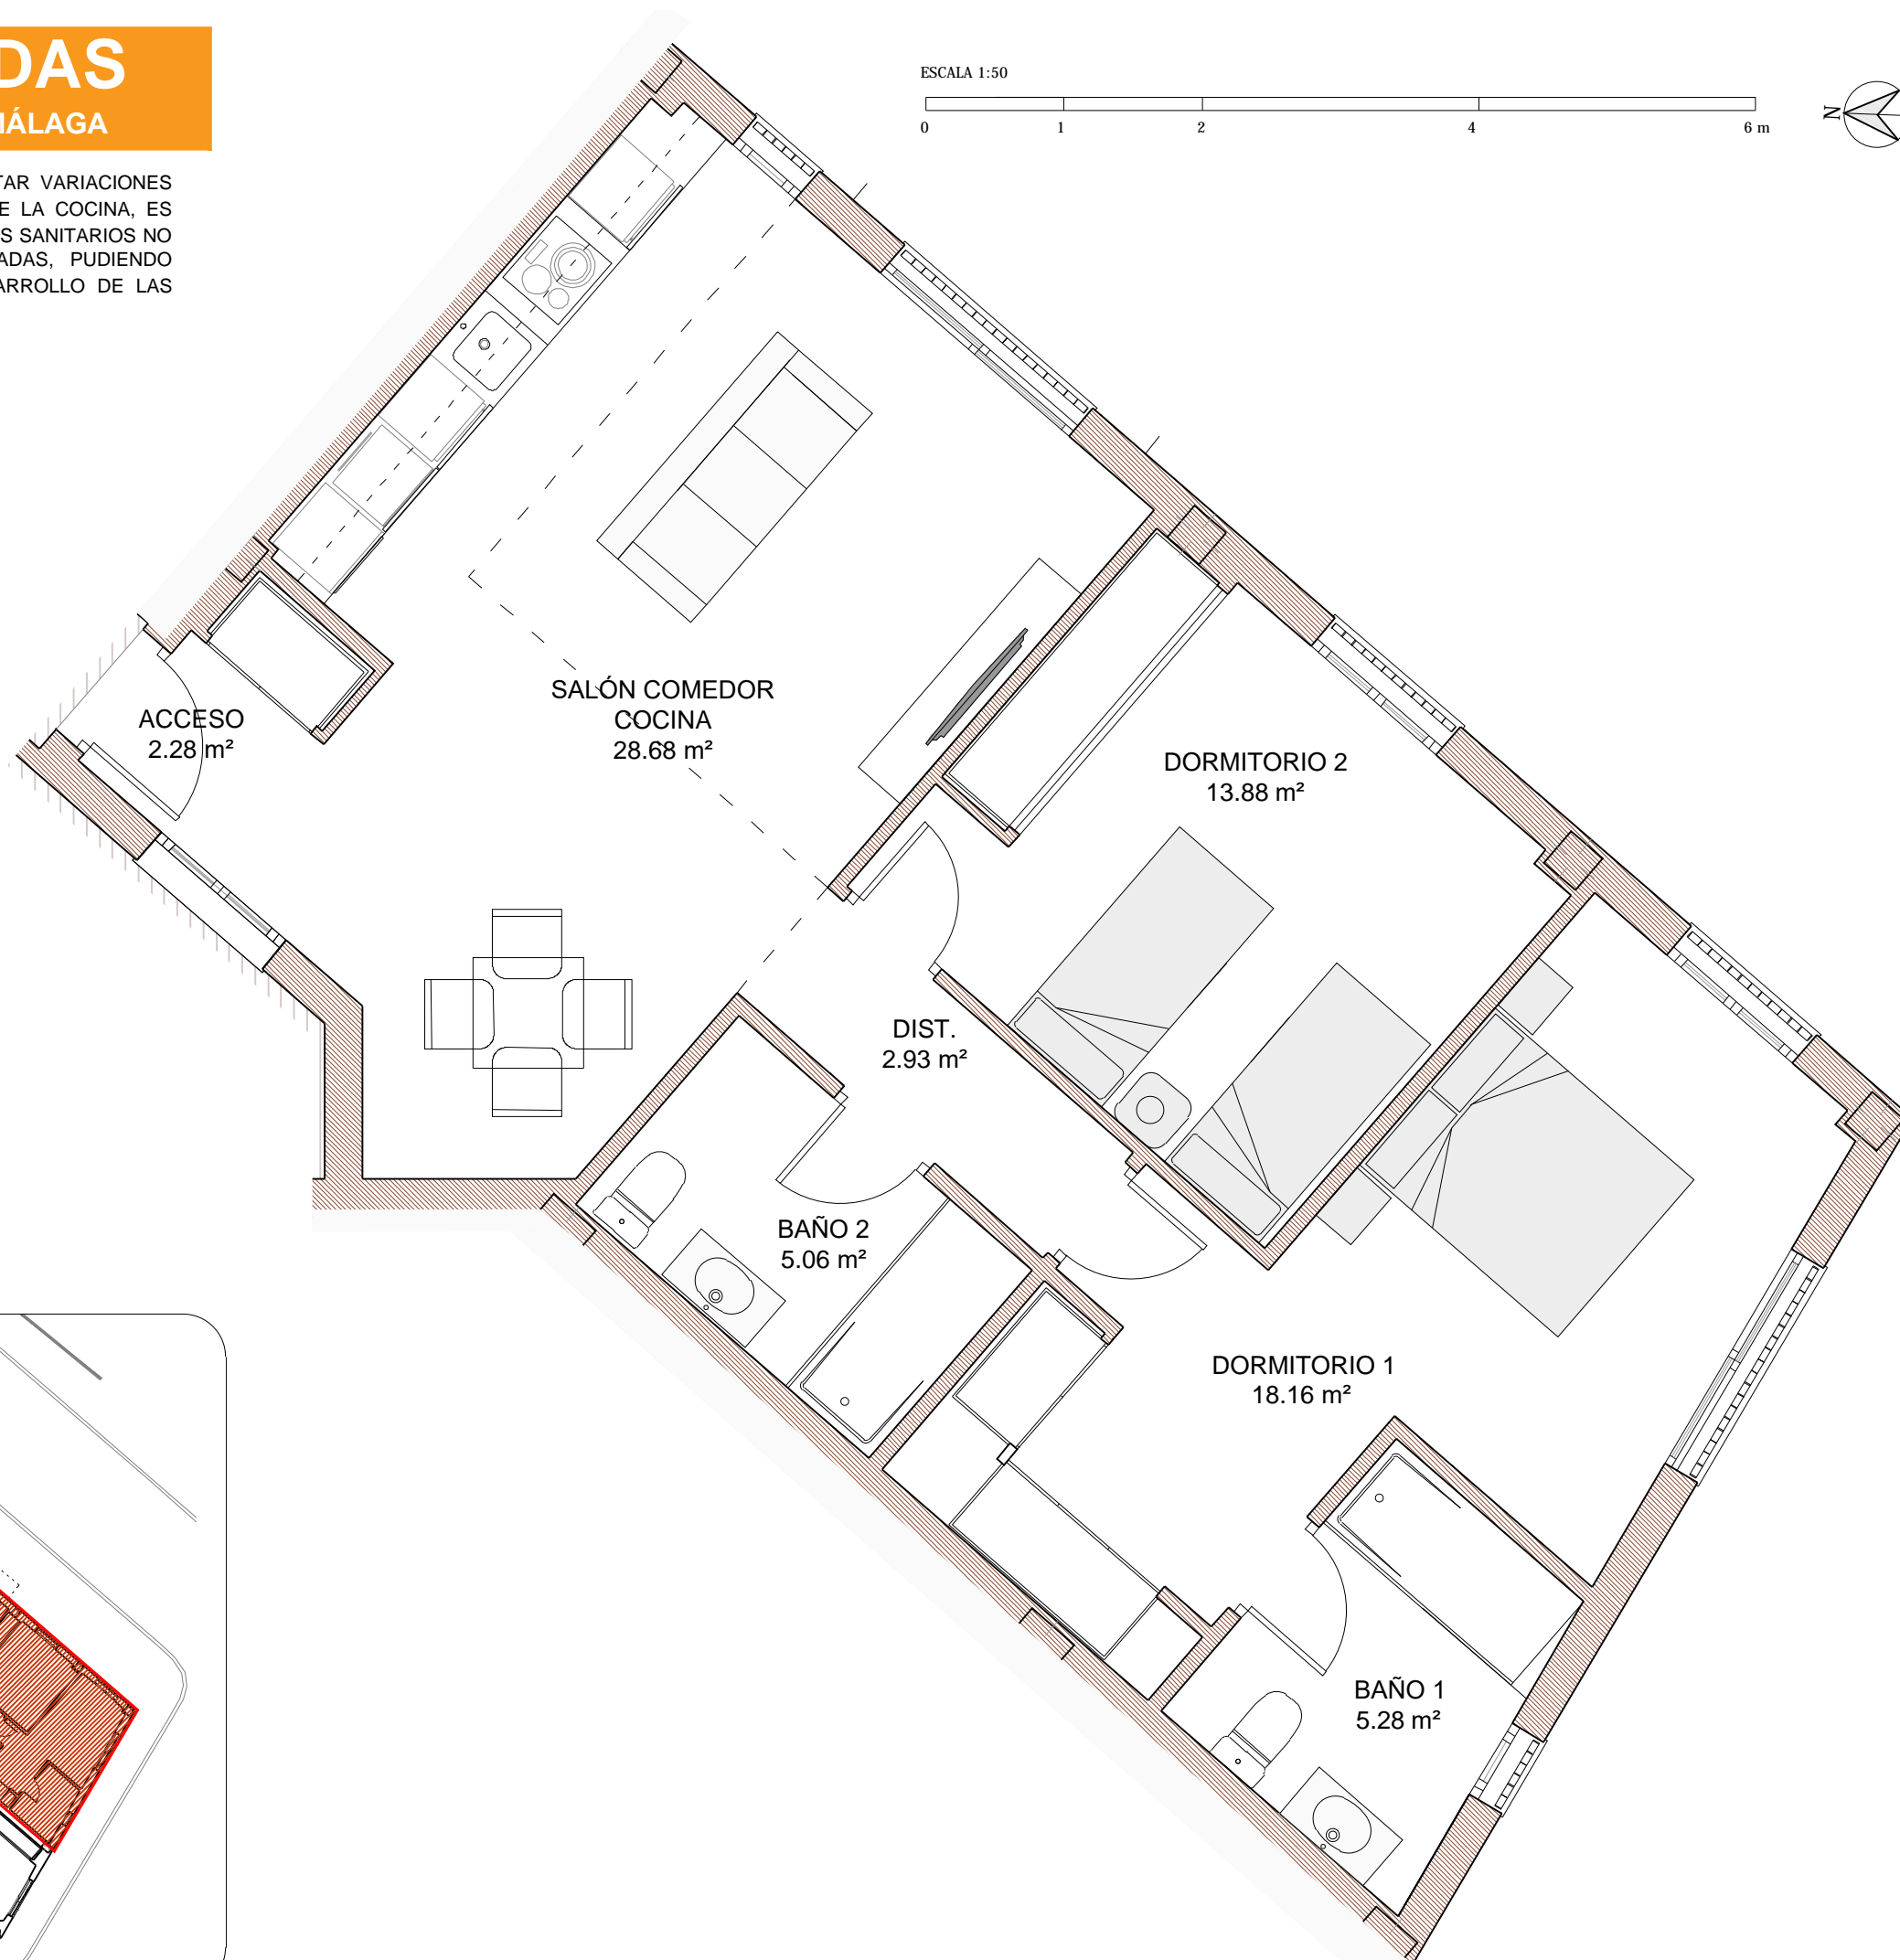 DAS
MÁLAGA
TAR VARIACIONES
E LA COCINA, ES
S SANITARIOS NO
ADAS, PUDIENDO
ARROLLO DE LAS
ESCALA 1:50
0 1 2 4 6 m
N
ACCESO
2.28 m²
SALÓN COMEDOR
COCINA
28.68 m²
DORMITORIO 2
13.88 m²
DIST.
2.93 m²
BAÑO 2
5.06 m²
DORMITORIO 1
18.16 m²
BAÑO 1
5.28 m²